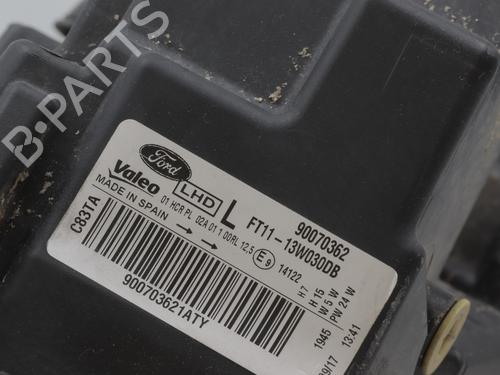 B-PARTS
Ford
Valeo
LHD
L
MADE IN SPAIN
C83TA
90070362
FT11-13W030DB
01 HCR PL 02A 01 1 00RL 12.5 E9 14122
H7
H 15
W 5 W
PW 24 W
1945
13:41
900703621ATY